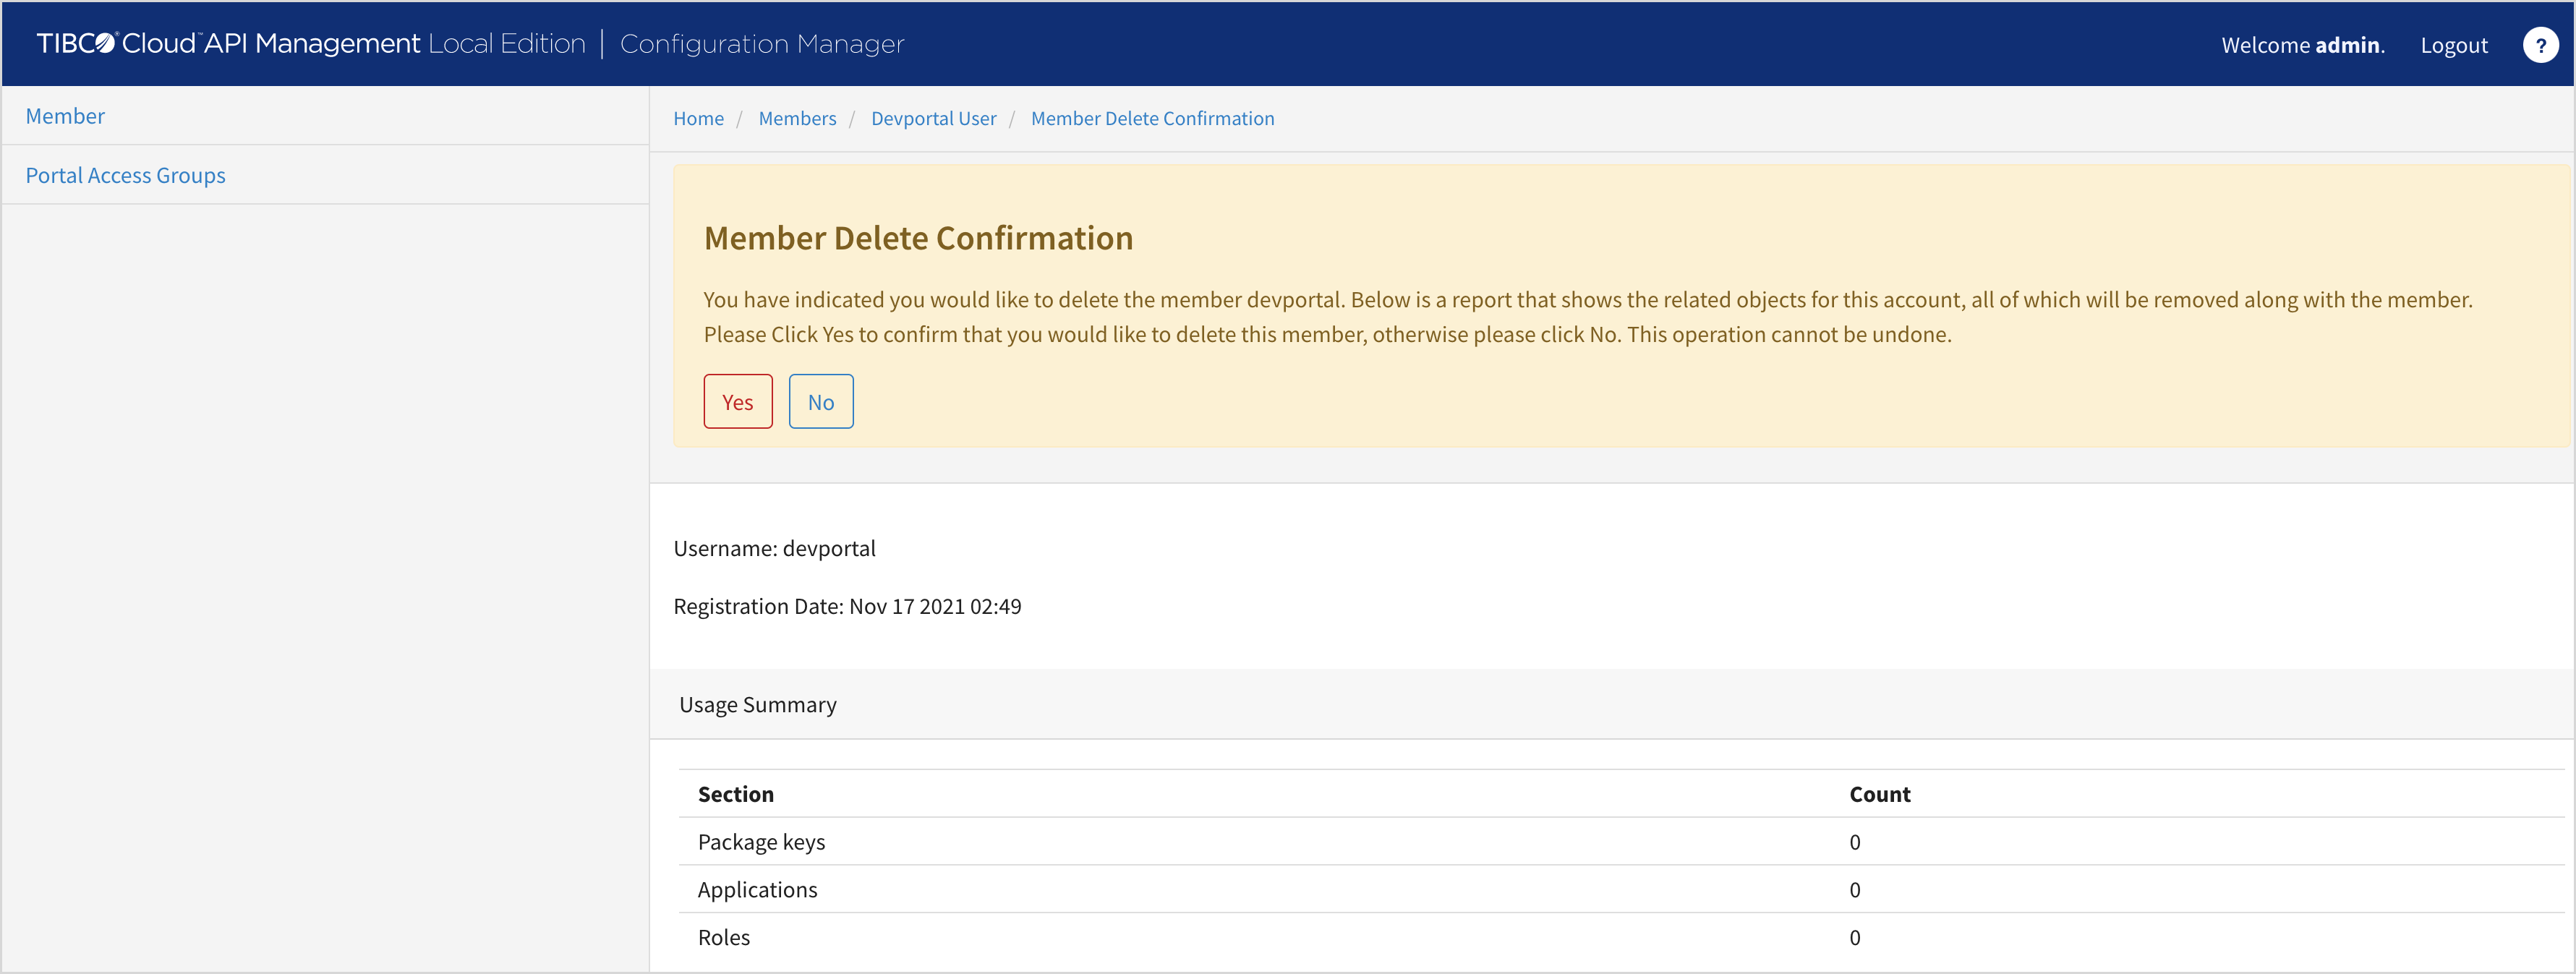 TIBCO® Cloud™ API Management Local Edition | Configuration Manager
Welcome admin. Logout ?
Member
Portal Access Groups
Home / Members / Devportal User / Member Delete Confirmation
Member Delete Confirmation
You have indicated you would like to delete the member devportal. Below is a report that shows the related objects for this account, all of which will be removed along with the member.
Please Click Yes to confirm that you would like to delete this member, otherwise please click No. This operation cannot be undone.
Yes No
Username: devportal
Registration Date: Nov 17 2021 02:49
Usage Summary
Section Count
Package keys 0
Applications 0
Roles 0